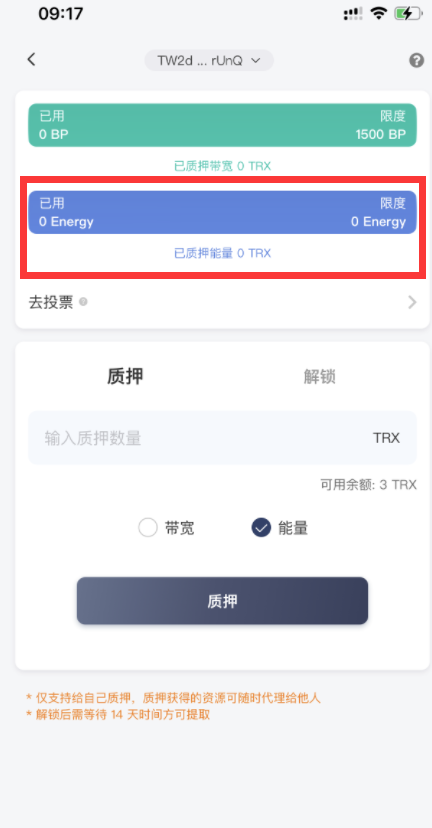 09:17
TW2d ... rUnQ
已用 限度
0 BP 1500 BP
已质押带宽 0 TRX
已用 限度
0 Energy 0 Energy
已质押能量 0 TRX
去投票
质押 解锁
输入质押数量 TRX
可用余额: 3 TRX
带宽 能量
质押
* 仅支持给自己质押，质押获得的资源可随时代理给他人
* 解锁后需等待 14 天时间方可提取